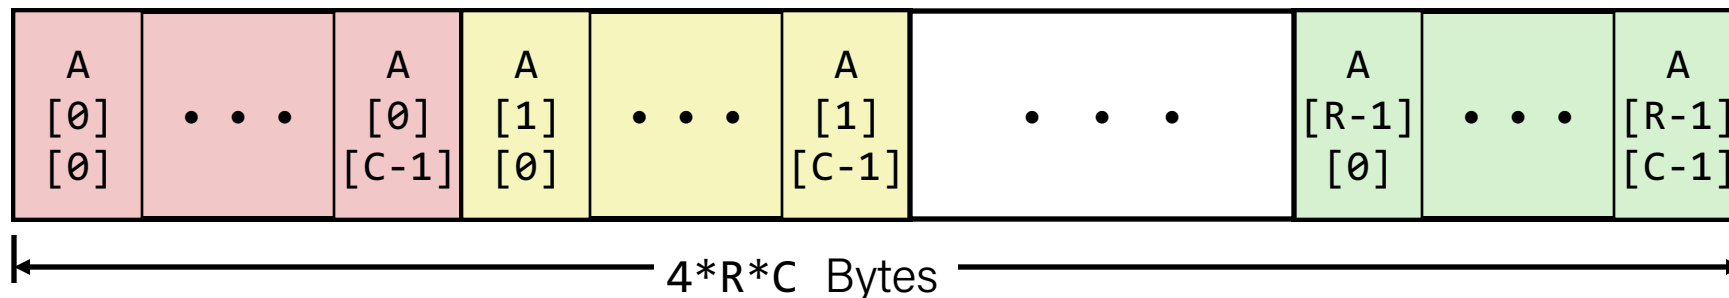 A • • • A A • • • A • • • A • • • A
[0] [0] [1] [1] [R-1] [R-1]
[0] [C-1] [0] [C-1] [0] [C-1]
4*R*C Bytes